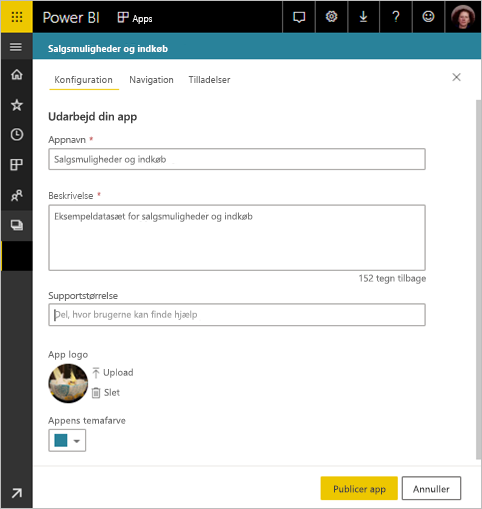 Power BI Apps ?
Salgsmuligheder og indkøb
Konfiguration Navigation Tilladelser
Udarbejd din app
Appnavn *
Salgsmuligheder og indkøb
Beskrivelse *
Eksempeldatasæt for salgsmuligheder og indkøb
152 tegn tilbage
Supportstørrelse
Del, hvor brugerne kan finde hjælp
App logo
Upload
Slet
Appens temafarve
Publicer app Annuller